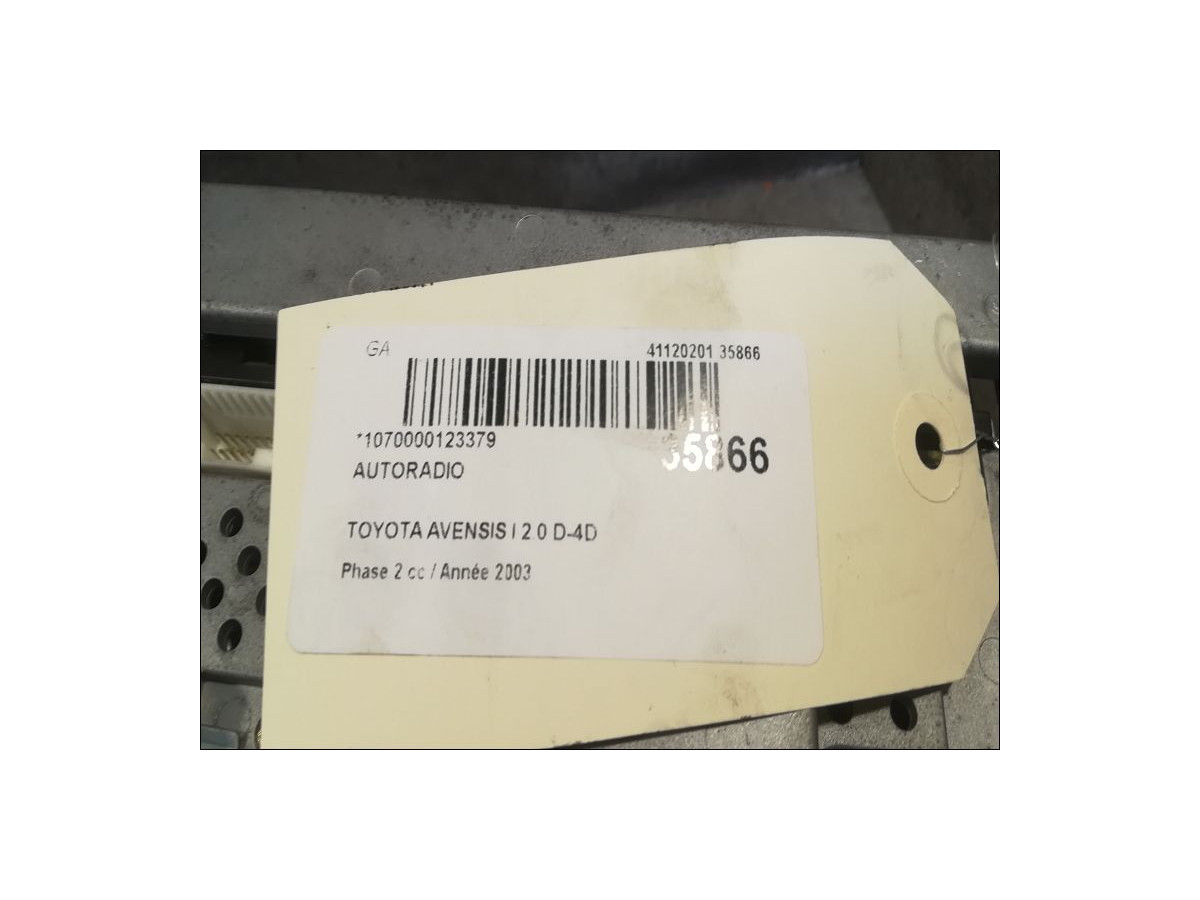 GA 41120201 35866
*1070000123379
35866
AUTORADIO
TOYOTA AVENSIS I 2.0 D-4D
Phase 2 cc / Année 2003